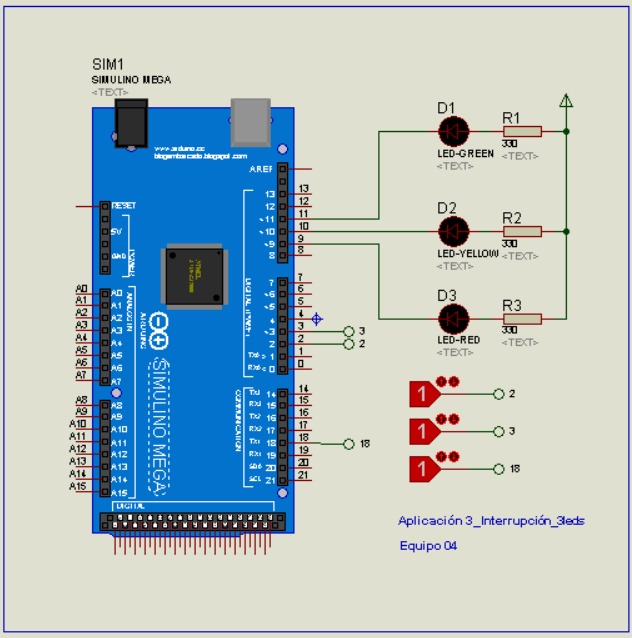 SIM1
SIMULINO MEGA
<TEXT>
www.arduino.cc
blogembarcado.blogspot.com
AREF
13 13
12 12
~11 11
~10 10
~9 9
8 8
RESET
5V
GND
POWER
7 7
~6 6
~5 5
4 4
~3 3
2 2
TX0 > 1 1
RX0 < 0 0
DIGITAL (PWM~)
ATMEL
A0 A0
A1 A1
A2 A2
A3 A3
A4 A4
A5 A5
A6 A6
A7 A7
ANALOG IN
ARDUINO
SIMULINO MEGA
A8 A8
A9 A9
A10 A10
A11 A11
A12 A12
A13 A13
A14 A14
A15 A15
TX3 14 14
RX3 15 15
TX2 16 16
RX2 17 17
TX1 18 18
RX1 19 19
SDA 20 20
SCL 21 21
COMMUNICATION
DIGITAL
3
2
18
D1
LED-GREEN
<TEXT>
R1
330
<TEXT>
D2
LED-YELLOW
<TEXT>
R2
330
<TEXT>
D3
LED-RED
<TEXT>
R3
330
<TEXT>
1 2
1 3
1 18
Aplicación 3_Interrupción_3leds
Equipo 04